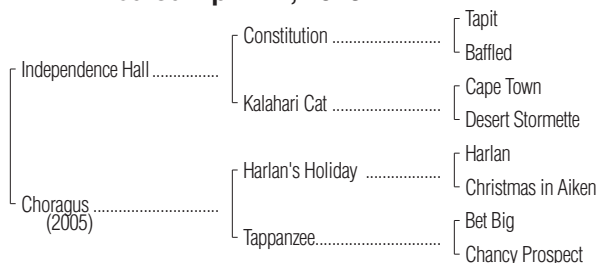 Constitution
Tapit
Baffled
Independence Hall
Kalahari Cat
Cape Town
Desert Stormette
Harlan's Holiday
Harlan
Christmas in Aiken
Choragus
(2005)
Tappanzee
Bet Big
Chancy Prospect